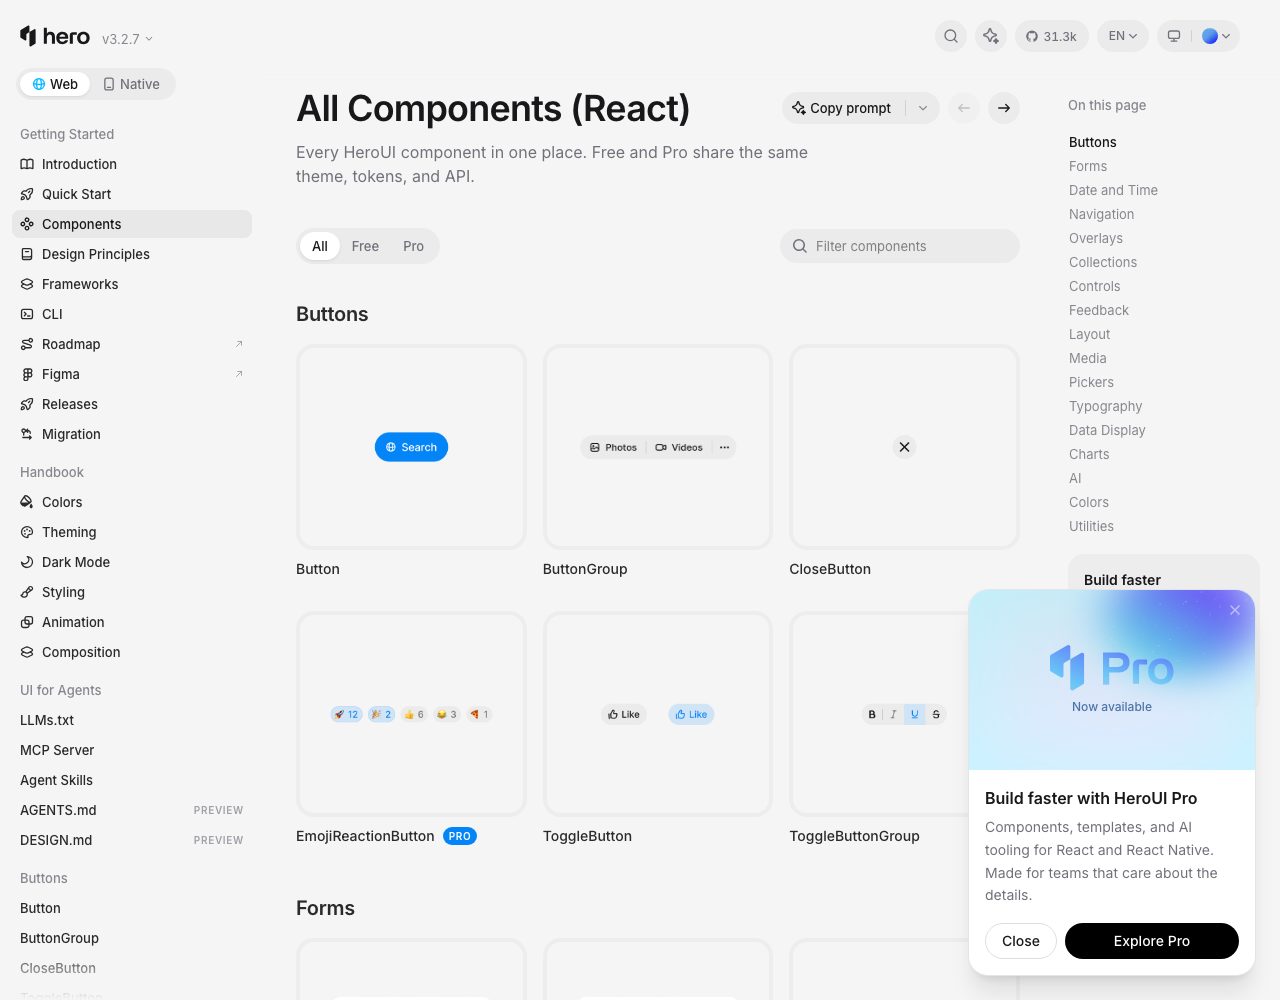 hero v3.2.7
31.3k
EN
Web
Native
Getting Started
Introduction
Quick Start
Components
Design Principles
Frameworks
CLI
Roadmap
Figma
Releases
Migration
Handbook
Colors
Theming
Dark Mode
Styling
Animation
Composition
UI for Agents
LLMs.txt
MCP Server
Agent Skills
AGENTS.md PREVIEW
DESIGN.md PREVIEW
Buttons
Button
ButtonGroup
CloseButton
ToggleButton
All Components (React)
Copy prompt
Every HeroUI component in one place. Free and Pro share the same
theme, tokens, and API.
All Free Pro
Filter components
Buttons
Search
Photos Videos
Button
ButtonGroup
CloseButton
12 2 6 3 1
Like Like
B I U S
EmojiReactionButton PRO
ToggleButton
ToggleButtonGroup
Forms
On this page
Buttons
Forms
Date and Time
Navigation
Overlays
Collections
Controls
Feedback
Layout
Media
Pickers
Typography
Data Display
Charts
AI
Colors
Utilities
Build faster
Pro
Now available
Build faster with HeroUI Pro
Components, templates, and AI
tooling for React and React Native.
Made for teams that care about the
details.
Close
Explore Pro